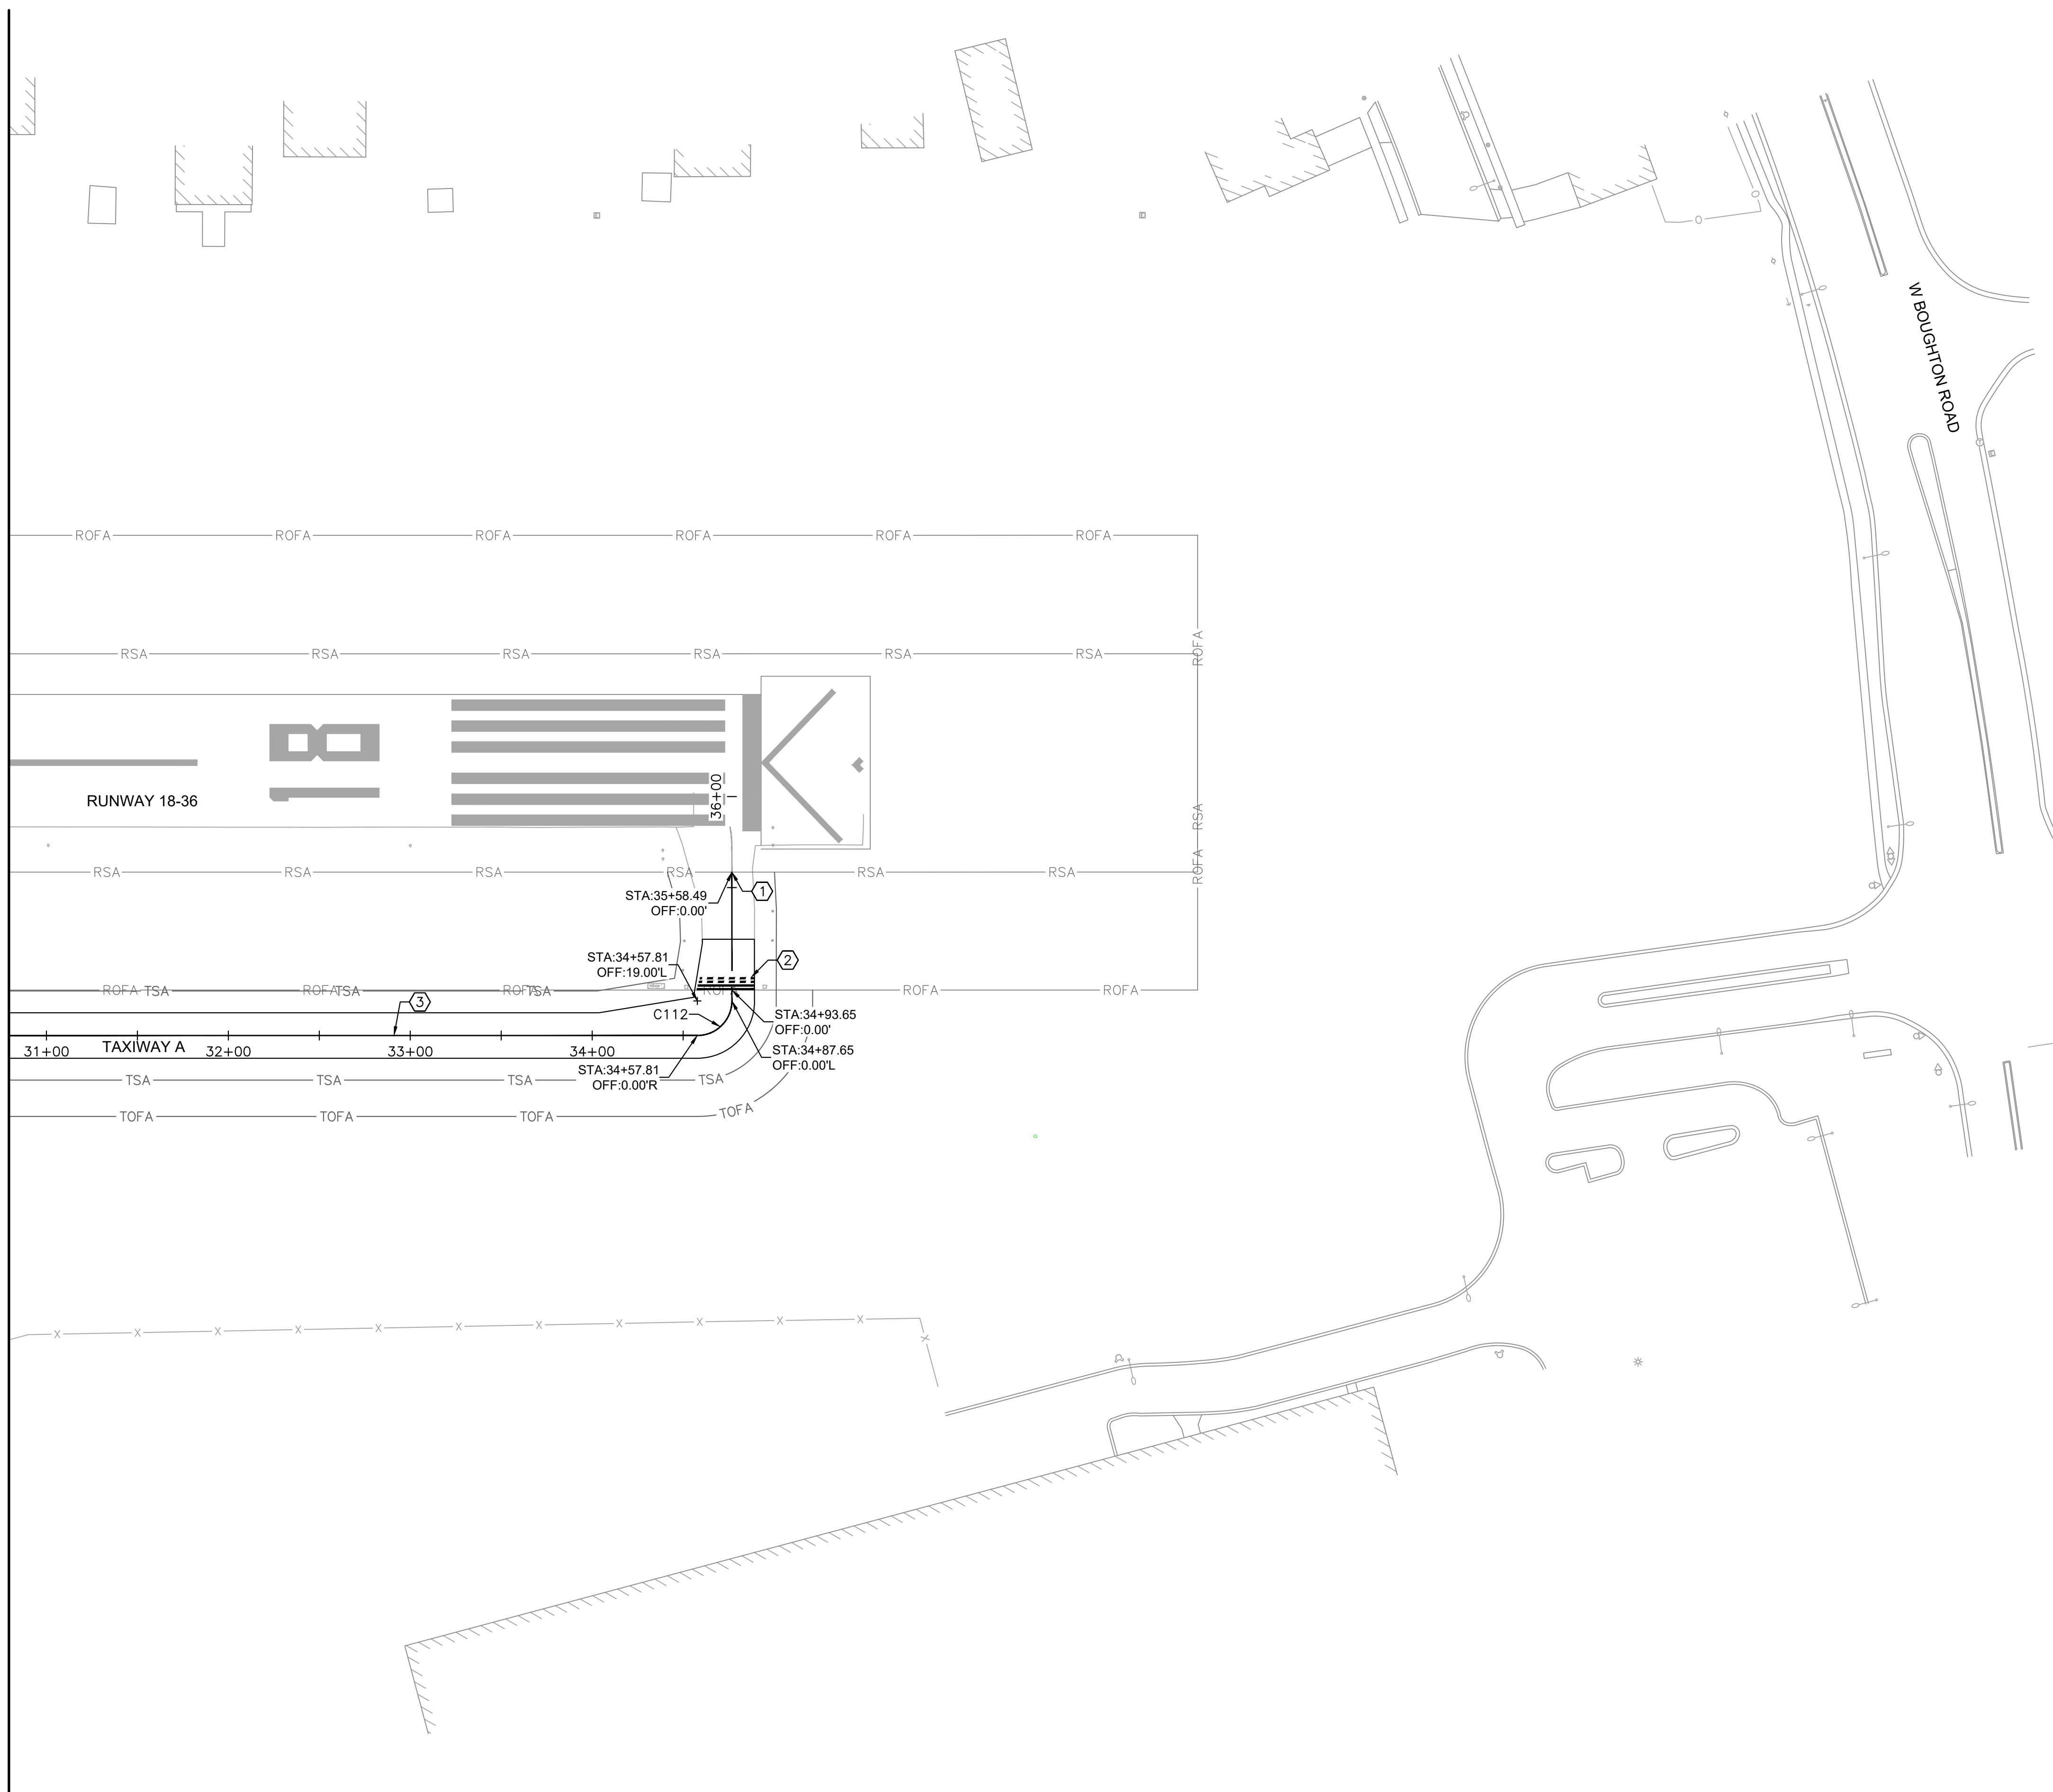 W BOUGHTON ROAD
ROFA ROFA ROFA ROFA ROFA ROFA
ROFA
RSA RSA RSA RSA RSA RSA
18
36+00
RUNWAY 18-36
RSA
RSA RSA RSA RSA RSA RSA
ROFA
1
STA:35+58.49
OFF:0.00'
2
STA:34+57.81
OFF:19.00'L
ROFA TSA ROFA TSA ROFA TSA ROFA ROFA ROFA
3
C112
STA:34+93.65
OFF:0.00'
31+00 TAXIWAY A 32+00 33+00 34+00
STA:34+87.65
OFF:0.00'L
STA:34+57.81
OFF:0.00'R
TSA TSA TSA TSA
TOFA TOFA TOFA TOFA
X X X X X X X X X X X X